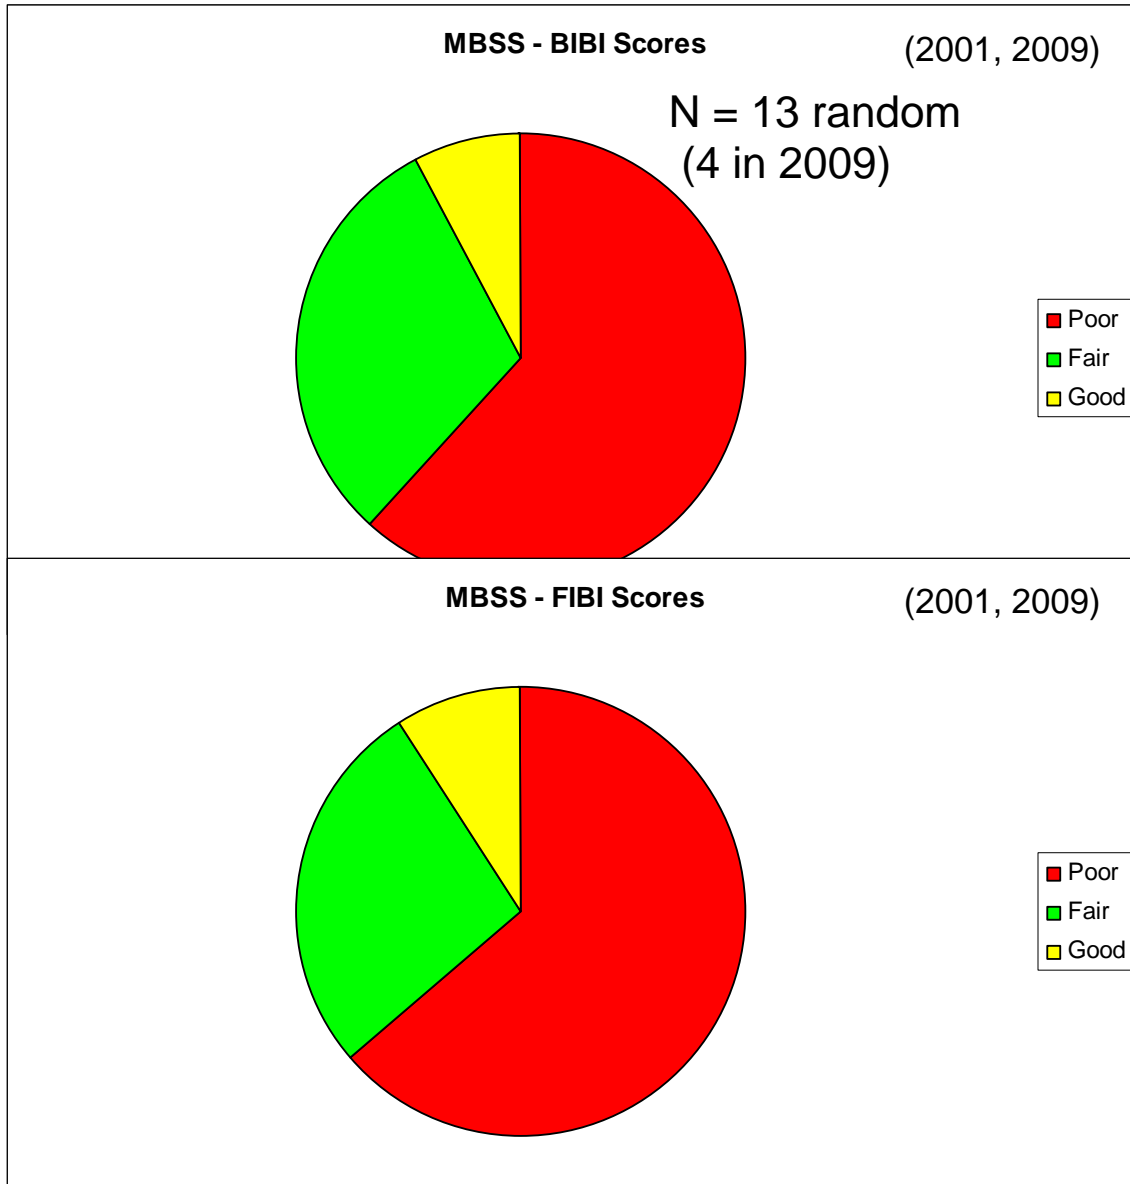 MBSS - BIBI Scores
(2001, 2009)
N = 13 random
(4 in 2009)
Poor
Fair
Good
MBSS - FIBI Scores
(2001, 2009)
Poor
Fair
Good